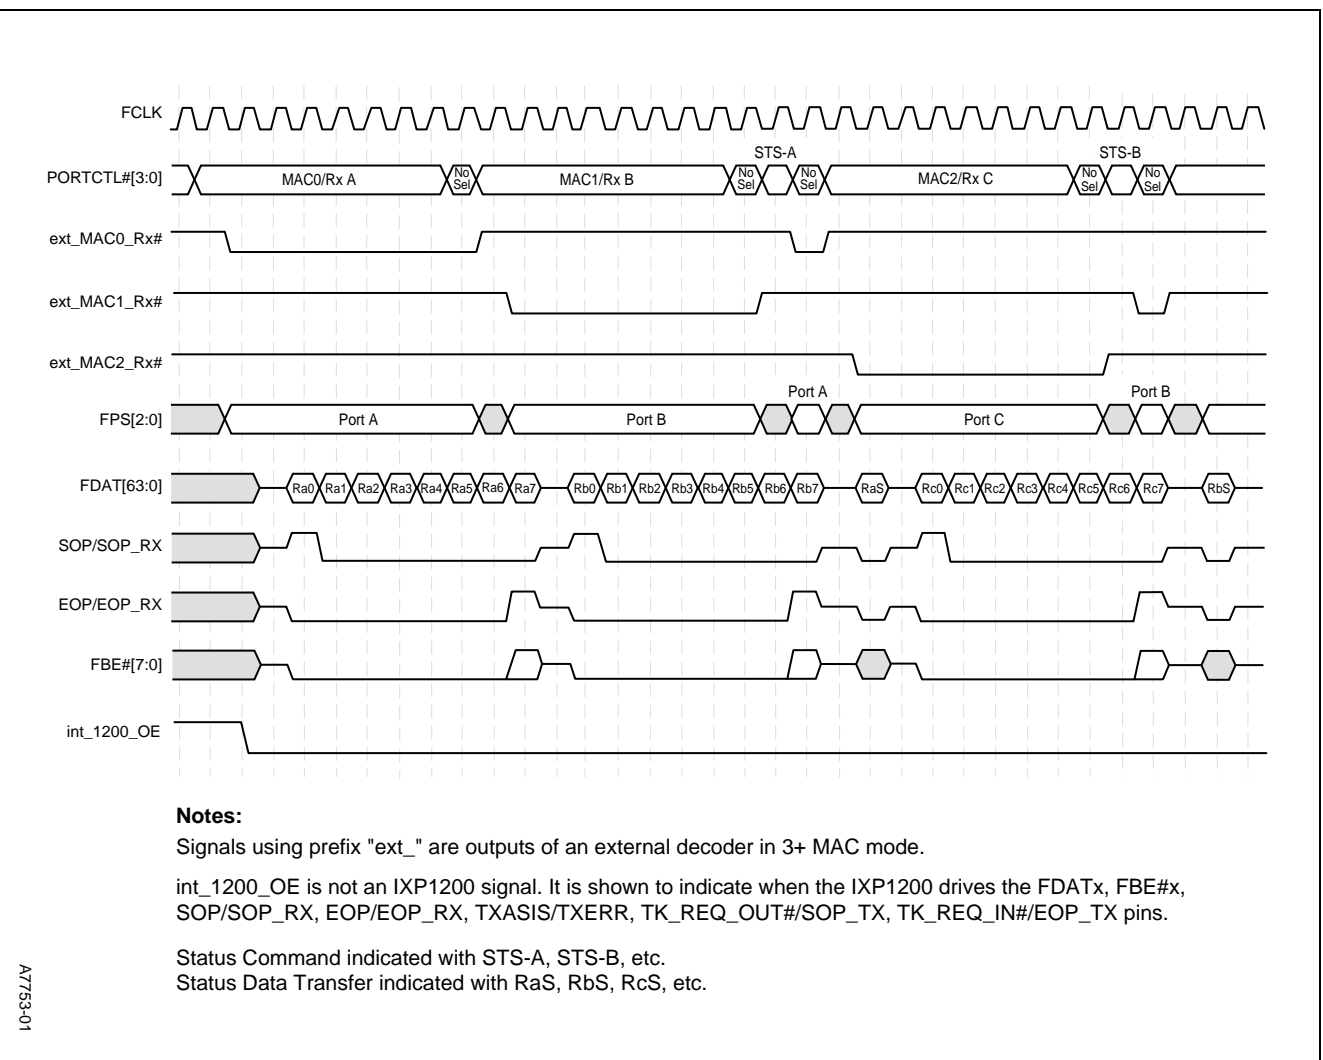 FCLK
STS-A STS-B
PORTCTL#[3:0] MAC0/Rx A No Sel MAC1/Rx B No Sel No Sel MAC2/Rx C No Sel No Sel
ext_MAC0_Rx#
ext_MAC1_Rx#
ext_MAC2_Rx#
Port A Port B
FPS[2:0] Port A Port B Port C
FDAT[63:0] Ra0 Ra1 Ra2 Ra3 Ra4 Ra5 Ra6 Ra7 Rb0 Rb1 Rb2 Rb3 Rb4 Rb5 Rb6 Rb7 RaS Rc0 Rc1 Rc2 Rc3 Rc4 Rc5 Rc6 Rc7 RbS
SOP/SOP_RX
EOP/EOP_RX
FBE#[7:0]
int_1200_OE
Notes:
Signals using prefix "ext_" are outputs of an external decoder in 3+ MAC mode.
int_1200_OE is not an IXP1200 signal. It is shown to indicate when the IXP1200 drives the FDATx, FBE#x,
SOP/SOP_RX, EOP/EOP_RX, TXASIS/TXERR, TK_REQ_OUT#/SOP_TX, TK_REQ_IN#/EOP_TX pins.
Status Command indicated with STS-A, STS-B, etc.
Status Data Transfer indicated with RaS, RbS, RcS, etc.
A7753-01